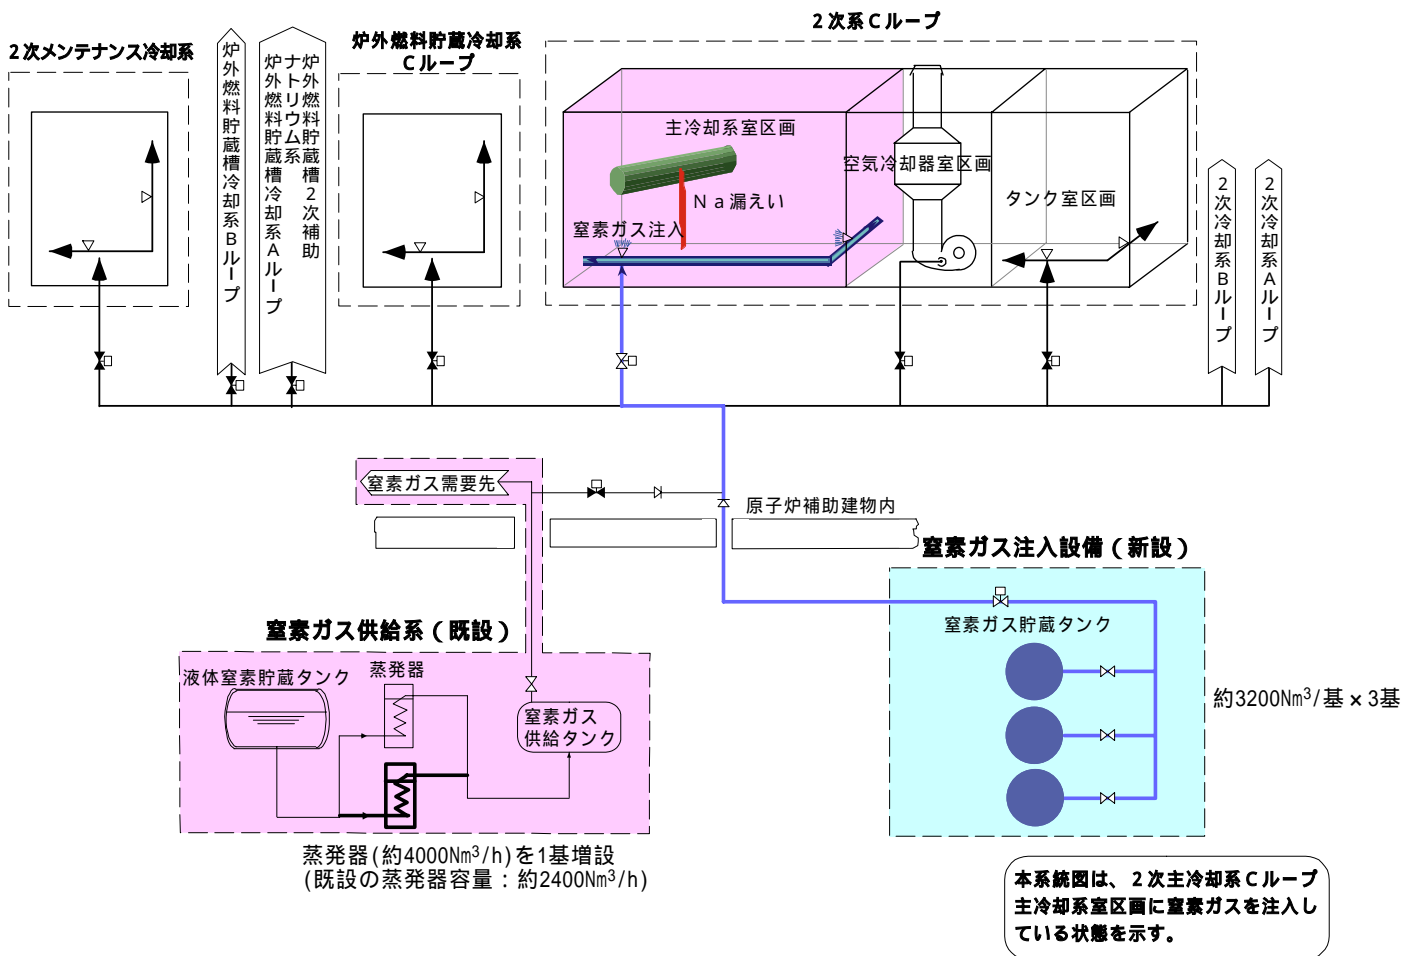 ２次系Ｃループ
２次メンテナンス冷却系
炉外燃料貯蔵槽冷却系Ｂループ
炉外燃料貯蔵槽２次補助
ナトリウム系
炉外燃料貯蔵槽冷却系Ａループ
炉外燃料貯蔵冷却系
Ｃループ
主冷却系室区画
空気冷却器室区画
タンク室区画
Ｎａ漏えい
窒素ガス注入
２次冷却系Ｂループ
２次冷却系Ａループ
窒素ガス需要先
原子炉補助建物内
窒素ガス注入設備（新設）
窒素ガス貯蔵タンク
約3200Nm³/基×3基
窒素ガス供給系（既設）
液体窒素貯蔵タンク
蒸発器
窒素ガス
供給タンク
蒸発器(約4000Nm³/h)を1基増設
(既設の蒸発器容量：約2400Nm³/h)
本系統図は、２次主冷却系Ｃループ
主冷却系室区画に窒素ガスを注入し
ている状態を示す。